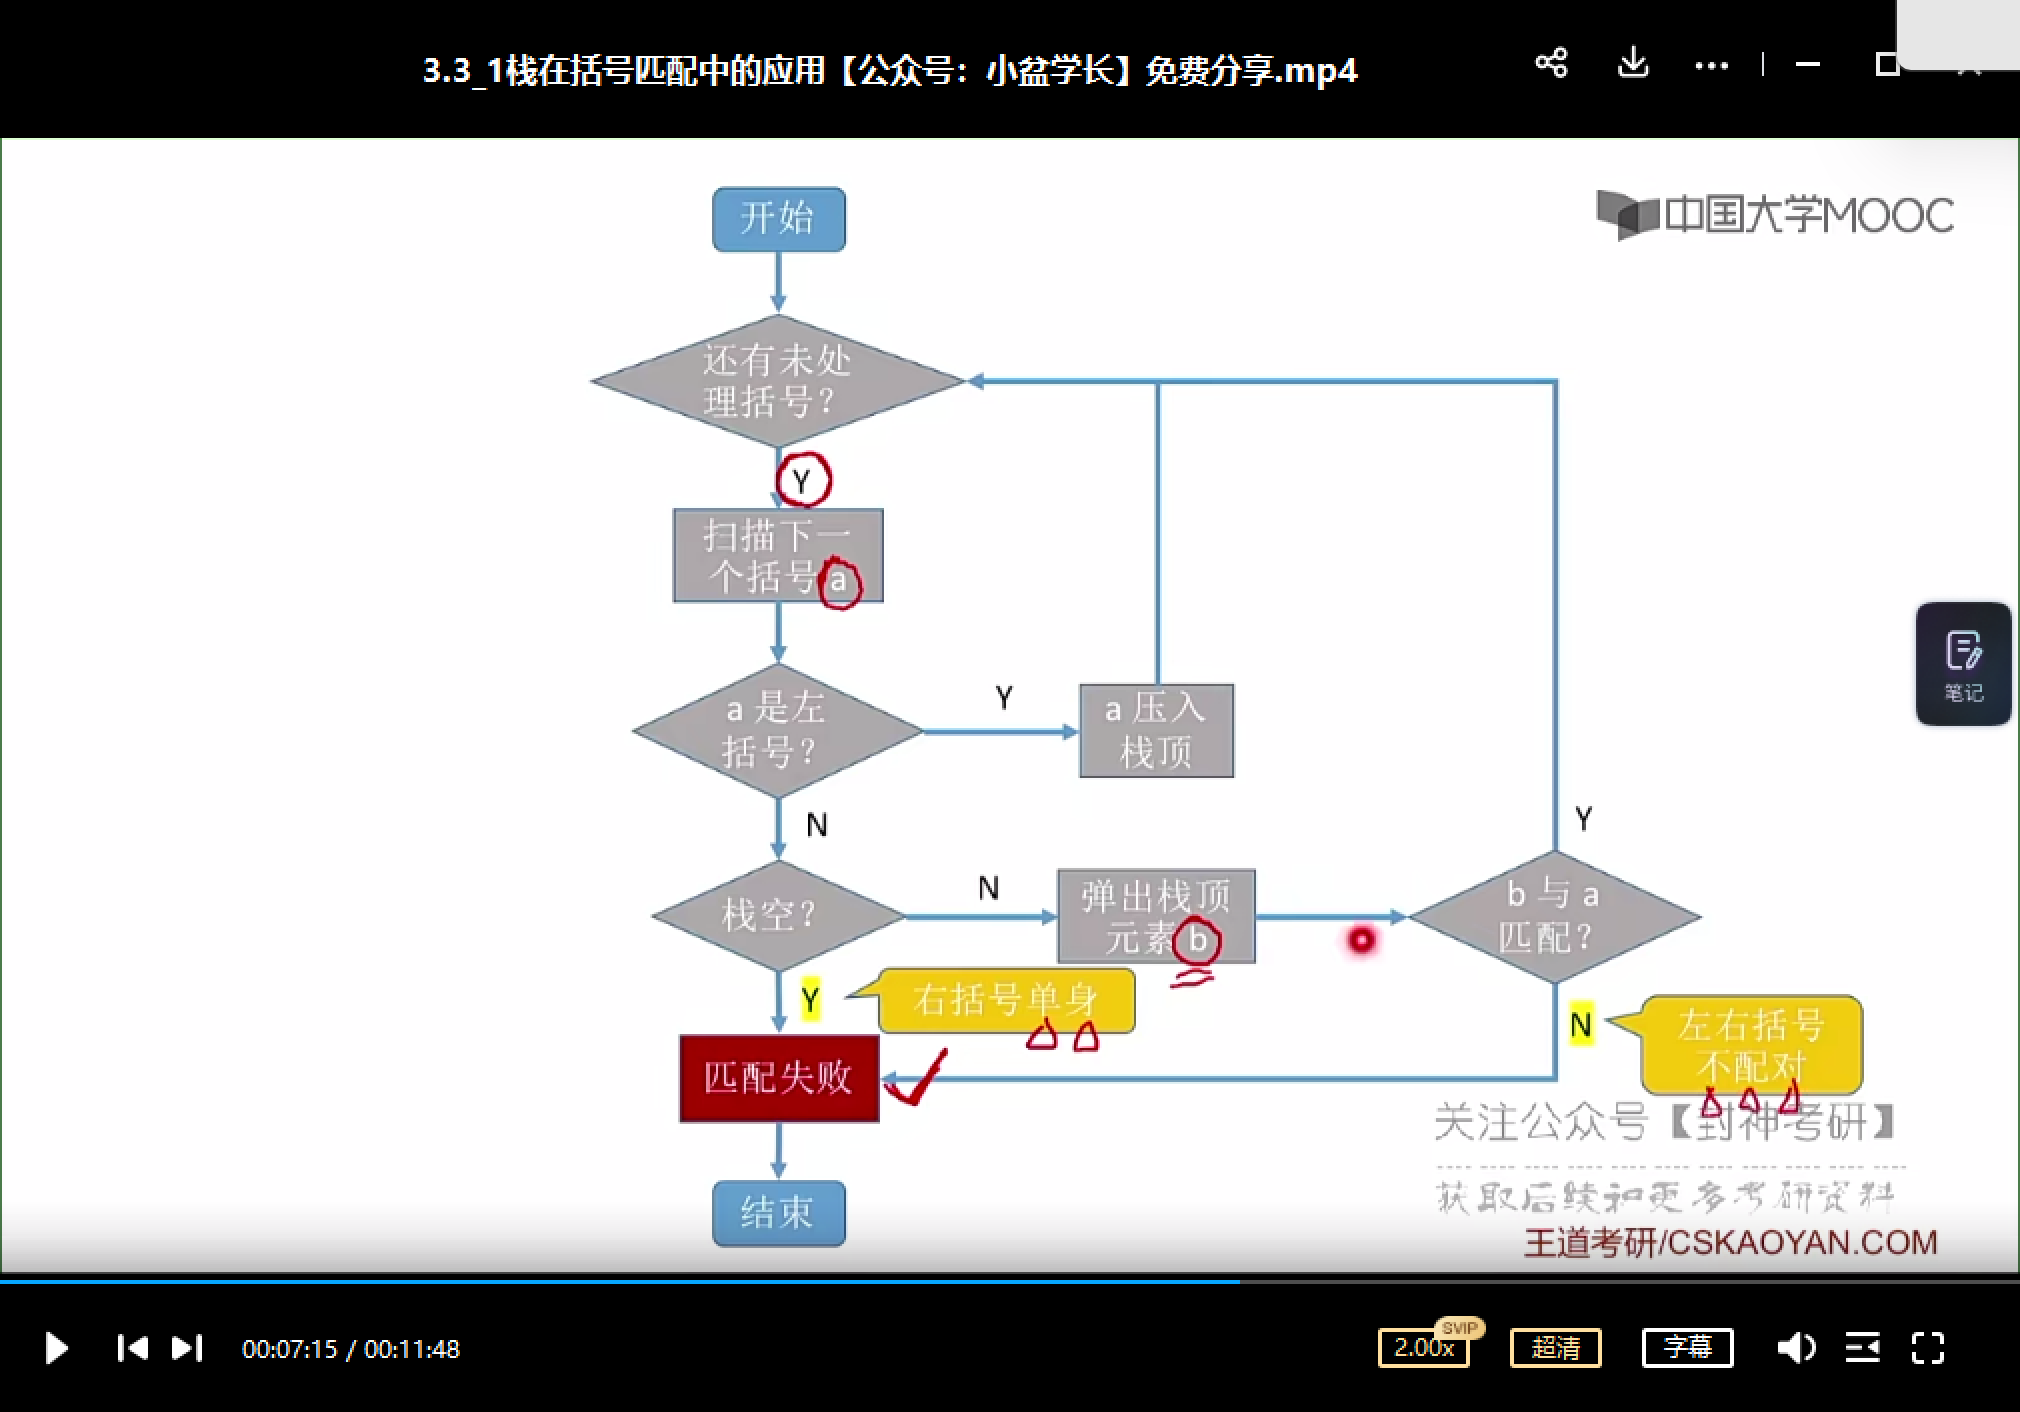 3.3_1栈在括号匹配中的应用【公众号：小盆学长】免费分享.mp4
中国大学MOOC
开始
还有未处
理括号？
Y
扫描下一
个括号 a
a 是左
括号？
Y
a 压入
栈顶
N
栈空？
N
弹出栈顶
元素 b
b 与 a
匹配？
Y
Y
右括号单身
N
左右括号
不配对
匹配失败
结束
关注公众号【封神考研】
获取后续和更多考研资料
王道考研/CSKAOYAN.COM
笔记
00:07:15 / 00:11:48
2.00x
SVIP
超清
字幕